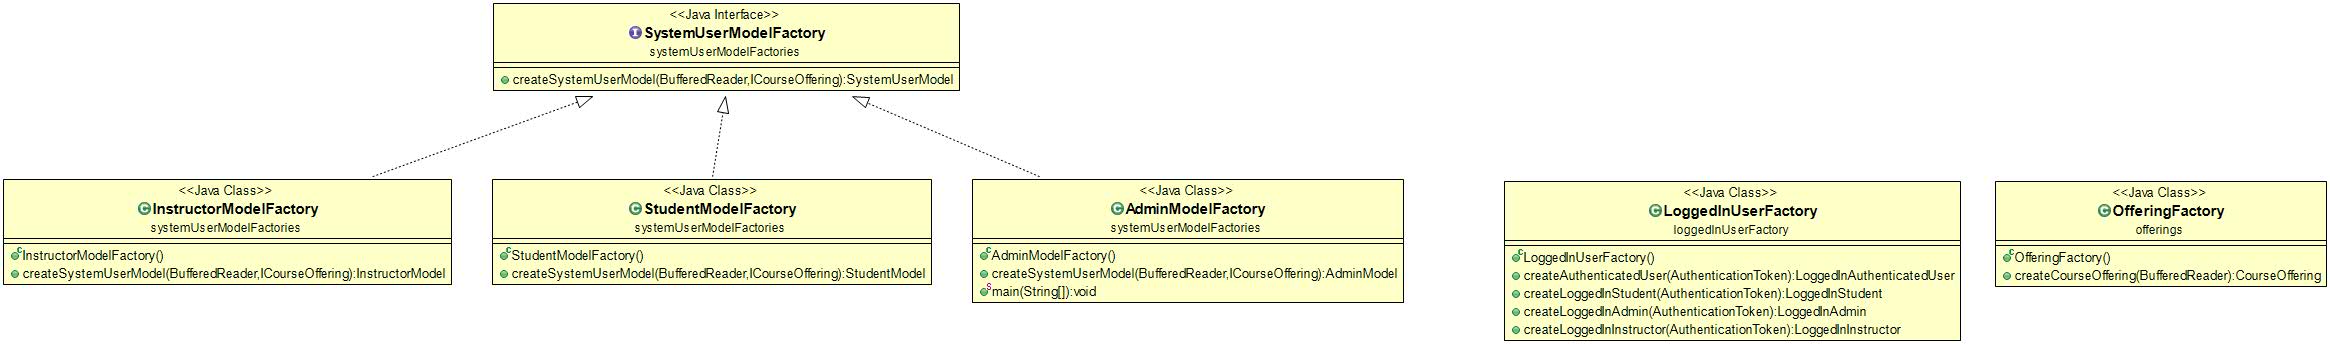 <<Java Interface>>
SystemUserModelFactory
systemUserModelFactories
createSystemUserModel(BufferedReader,ICourseOffering):SystemUserModel
<<Java Class>>
InstructorModelFactory
systemUserModelFactories
InstructorModelFactory()
createSystemUserModel(BufferedReader,ICourseOffering):InstructorModel
<<Java Class>>
StudentModelFactory
systemUserModelFactories
StudentModelFactory()
createSystemUserModel(BufferedReader,ICourseOffering):StudentModel
<<Java Class>>
AdminModelFactory
systemUserModelFactories
AdminModelFactory()
createSystemUserModel(BufferedReader,ICourseOffering):AdminModel
main(String[]):void
<<Java Class>>
LoggedInUserFactory
loggedInUserFactory
LoggedInUserFactory()
createAuthenticatedUser(AuthenticationToken):LoggedInAuthenticatedUser
createLoggedInStudent(AuthenticationToken):LoggedInStudent
createLoggedInAdmin(AuthenticationToken):LoggedInAdmin
createLoggedInInstructor(AuthenticationToken):LoggedInInstructor
<<Java Class>>
OfferingFactory
offerings
OfferingFactory()
createCourseOffering(BufferedReader):CourseOffering